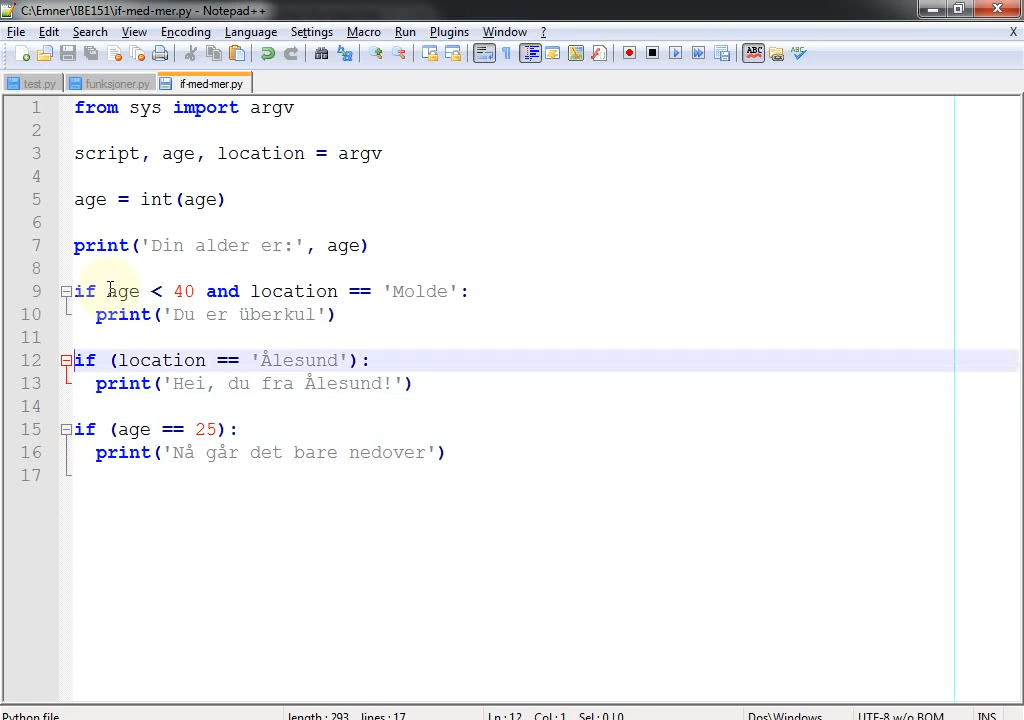 C:\Emner\IBE151\if-med-mer.py - Notepad++
File Edit Search View Encoding Language Settings Macro Run Plugins Window ? X
test.py funksjoner.py if-med-mer.py
1 from sys import argv
2
3 script, age, location = argv
4
5 age = int(age)
6
7 print('Din alder er:', age)
8
9 if age < 40 and location == 'Molde':
10 print('Du er überkul')
11
12 if (location == 'Ålesund'):
13 print('Hei, du fra Ålesund!')
14
15 if (age == 25):
16 print('Nå går det bare nedover')
17
Python file length : 293 lines : 17 Ln : 12 Col : 1 Sel : 0 | 0 Dos\Windows UTF-8 w/o BOM INS